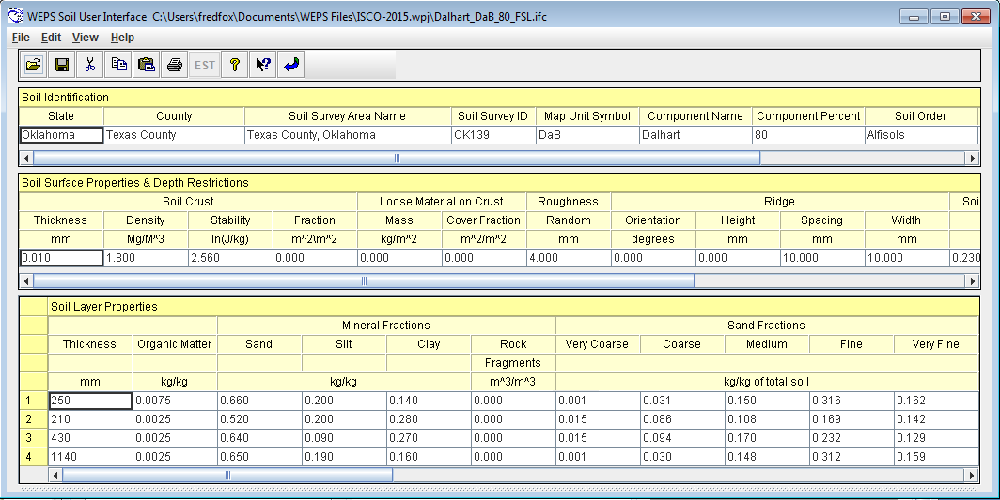 WEPS Soil User Interface C:\Users\fredfox\Documents\WEPS Files\ISCO-2015.wpj\Dalhart_DaB_80_FSL.ifc
File Edit View Help
EST
Soil Identification
State County Soil Survey Area Name Soil Survey ID Map Unit Symbol Component Name Component Percent Soil Order
Oklahoma Texas County Texas County, Oklahoma OK139 DaB Dalhart 80 Alfisols
Soil Surface Properties & Depth Restrictions
Soil Crust Loose Material on Crust Roughness Ridge Soi
Thickness Density Stability Fraction Mass Cover Fraction Random Orientation Height Spacing Width
mm Mg/M^3 ln(J/kg) m^2\m^2 kg/m^2 m^2/m^2 mm degrees mm mm mm
0.010 1.800 2.560 0.000 0.000 0.000 4.000 0.000 0.000 10.000 10.000 0.230
Soil Layer Properties
Mineral Fractions Sand Fractions
Thickness Organic Matter Sand Silt Clay Rock Very Coarse Coarse Medium Fine Very Fine
Fragments
mm kg/kg kg/kg m^3/m^3 kg/kg of total soil
1 250 0.0075 0.660 0.200 0.140 0.000 0.001 0.031 0.150 0.316 0.162
2 210 0.0025 0.520 0.200 0.280 0.000 0.015 0.086 0.108 0.169 0.142
3 430 0.0025 0.640 0.090 0.270 0.000 0.015 0.094 0.170 0.232 0.129
4 1140 0.0025 0.650 0.190 0.160 0.000 0.001 0.030 0.148 0.312 0.159